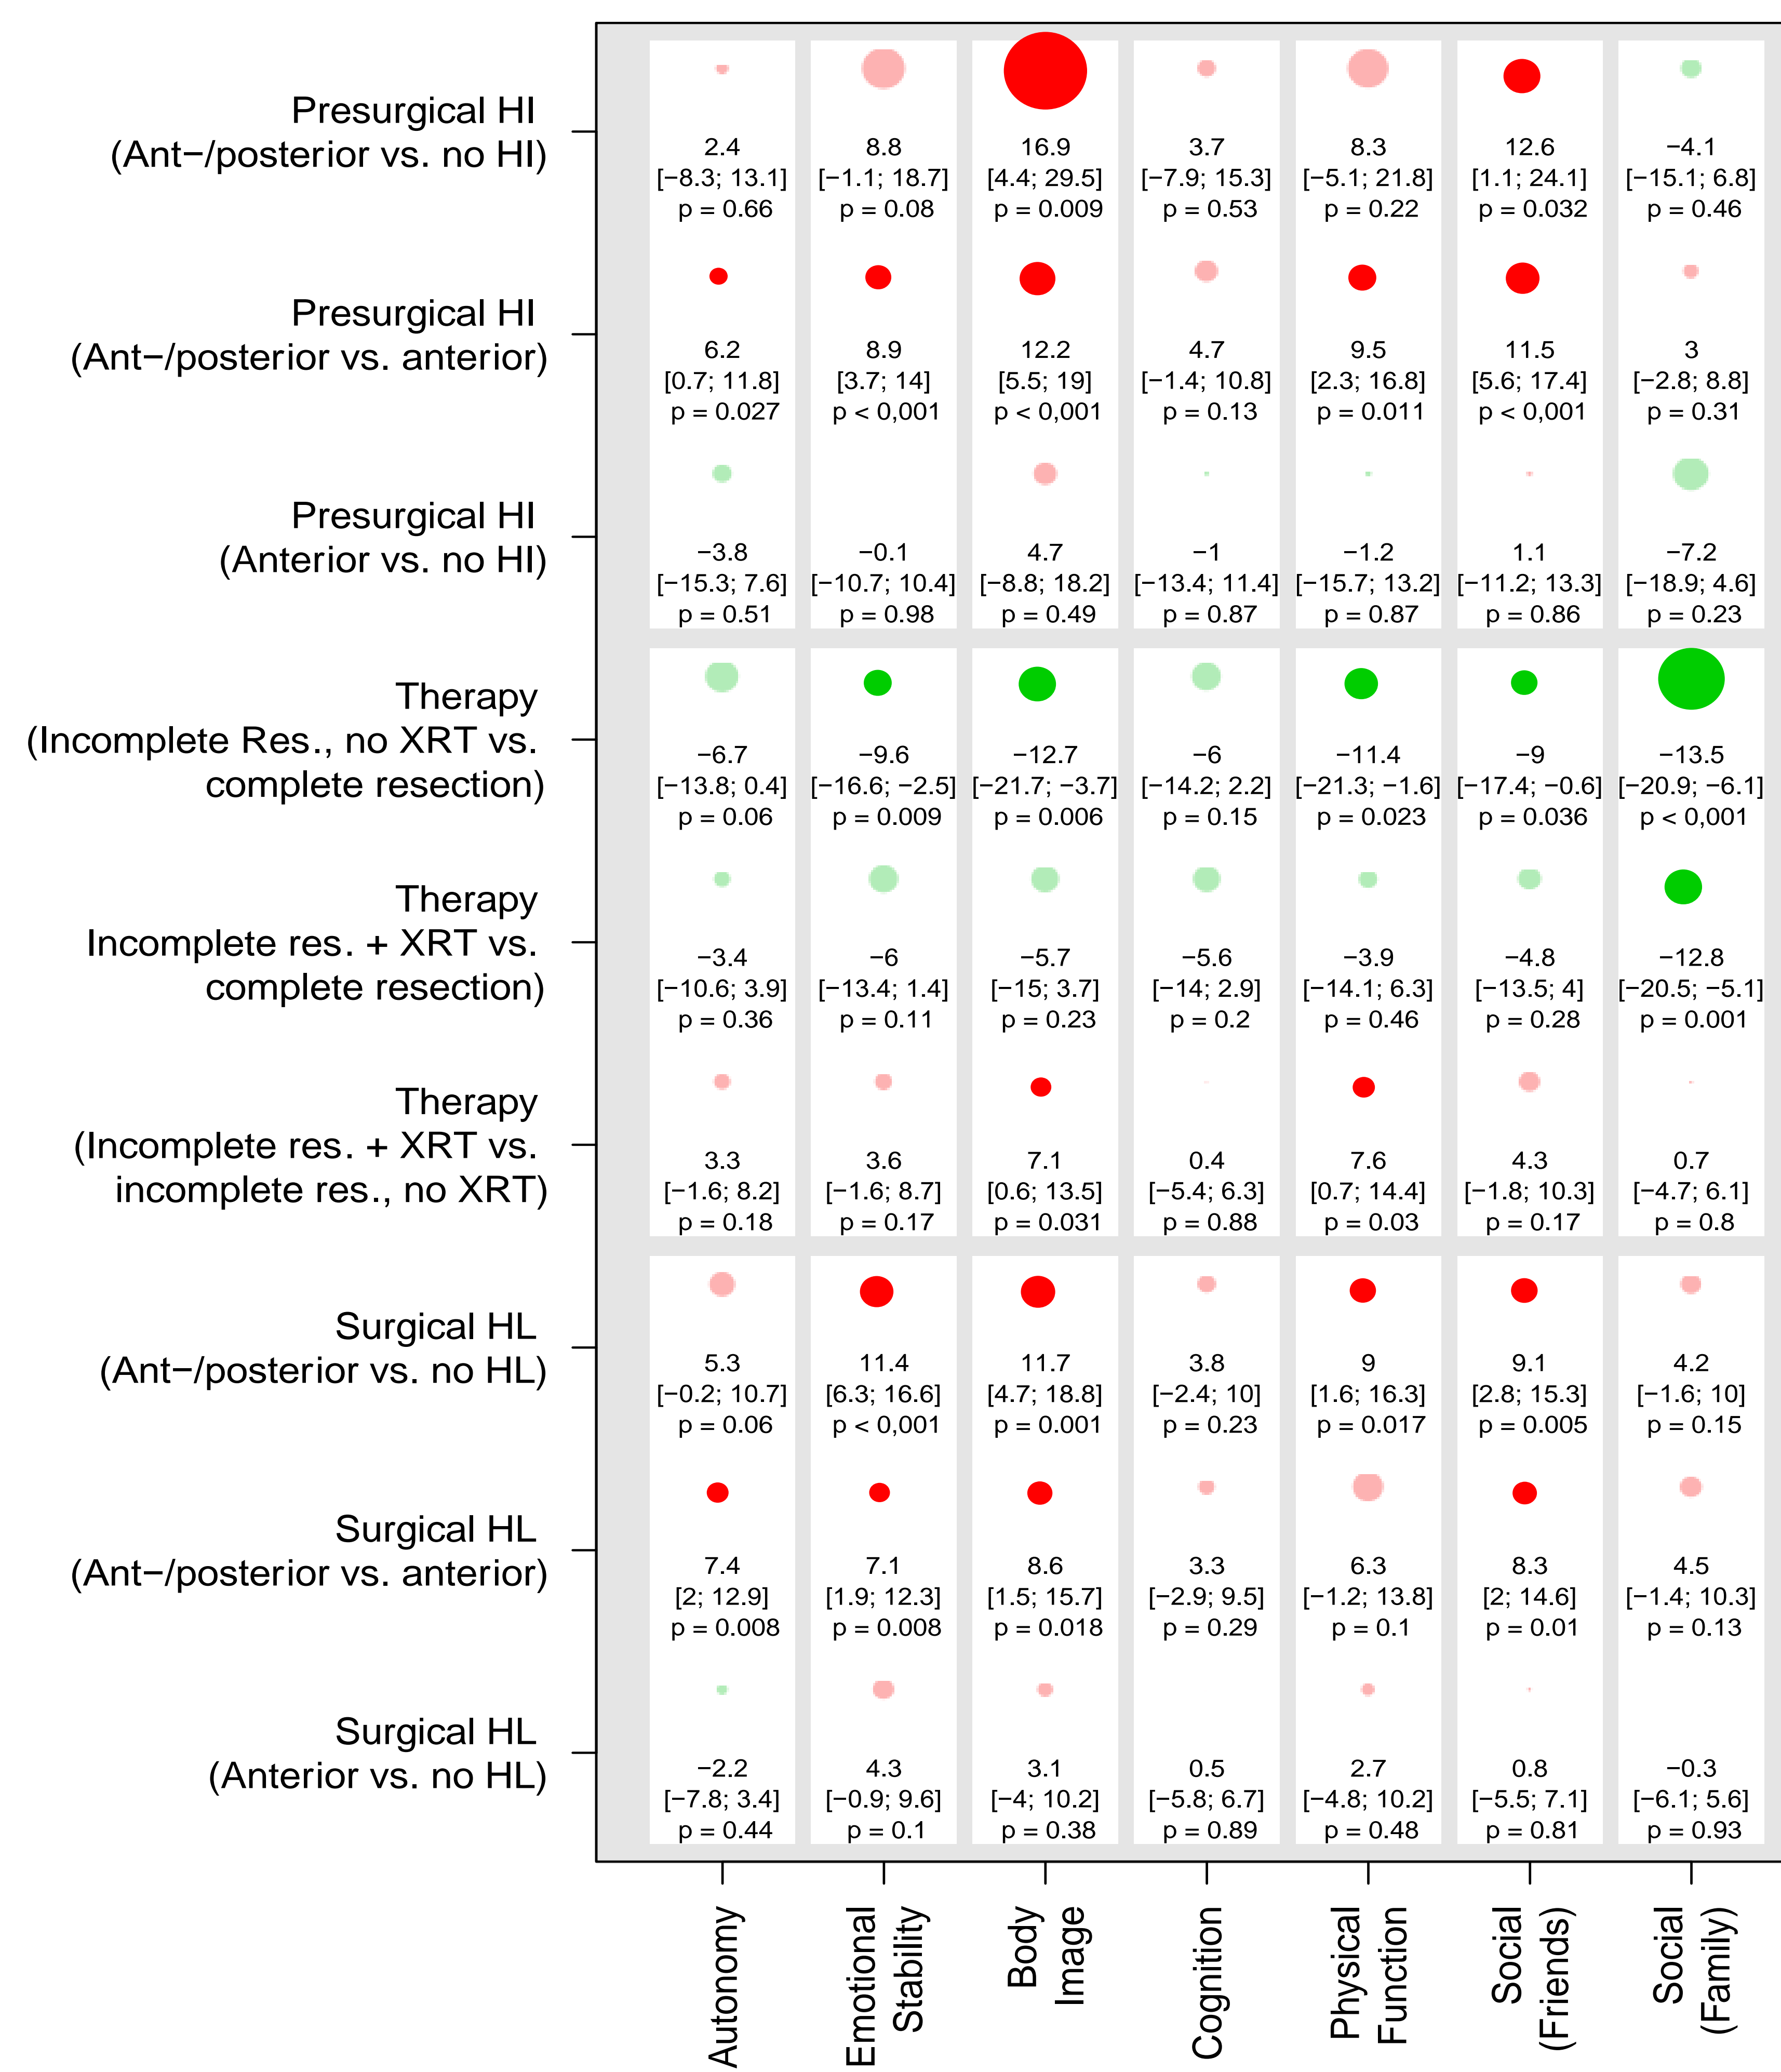 Presurgical HI
(Ant−/posterior vs. no HI)
2.4 8.8 16.9 3.7 8.3 12.6 −4.1
[−8.3; 13.1] [−1.1; 18.7] [4.4; 29.5] [−7.9; 15.3] [−5.1; 21.8] [1.1; 24.1] [−15.1; 6.8]
p = 0.66 p = 0.08 p = 0.009 p = 0.53 p = 0.22 p = 0.032 p = 0.46
Presurgical HI
(Ant−/posterior vs. anterior)
6.2 8.9 12.2 4.7 9.5 11.5 3
[0.7; 11.8] [3.7; 14] [5.5; 19] [−1.4; 10.8] [2.3; 16.8] [5.6; 17.4] [−2.8; 8.8]
p = 0.027 p < 0,001 p < 0,001 p = 0.13 p = 0.011 p < 0,001 p = 0.31
Presurgical HI
(Anterior vs. no HI)
−3.8 −0.1 4.7 −1 −1.2 1.1 −7.2
[−15.3; 7.6] [−10.7; 10.4] [−8.8; 18.2] [−13.4; 11.4] [−15.7; 13.2] [−11.2; 13.3] [−18.9; 4.6]
p = 0.51 p = 0.98 p = 0.49 p = 0.87 p = 0.87 p = 0.86 p = 0.23
Therapy
(Incomplete Res., no XRT vs.
complete resection)
−6.7 −9.6 −12.7 −6 −11.4 −9 −13.5
[−13.8; 0.4] [−16.6; −2.5] [−21.7; −3.7] [−14.2; 2.2] [−21.3; −1.6] [−17.4; −0.6] [−20.9; −6.1]
p = 0.06 p = 0.009 p = 0.006 p = 0.15 p = 0.023 p = 0.036 p < 0,001
Therapy
Incomplete res. + XRT vs.
complete resection)
−3.4 −6 −5.7 −5.6 −3.9 −4.8 −12.8
[−10.6; 3.9] [−13.4; 1.4] [−15; 3.7] [−14; 2.9] [−14.1; 6.3] [−13.5; 4] [−20.5; −5.1]
p = 0.36 p = 0.11 p = 0.23 p = 0.2 p = 0.46 p = 0.28 p = 0.001
Therapy
(Incomplete res. + XRT vs.
incomplete res., no XRT)
3.3 3.6 7.1 0.4 7.6 4.3 0.7
[−1.6; 8.2] [−1.6; 8.7] [0.6; 13.5] [−5.4; 6.3] [0.7; 14.4] [−1.8; 10.3] [−4.7; 6.1]
p = 0.18 p = 0.17 p = 0.031 p = 0.88 p = 0.03 p = 0.17 p = 0.8
Surgical HL
(Ant−/posterior vs. no HL)
5.3 11.4 11.7 3.8 9 9.1 4.2
[−0.2; 10.7] [6.3; 16.6] [4.7; 18.8] [−2.4; 10] [1.6; 16.3] [2.8; 15.3] [−1.6; 10]
p = 0.06 p < 0,001 p = 0.001 p = 0.23 p = 0.017 p = 0.005 p = 0.15
Surgical HL
(Ant−/posterior vs. anterior)
7.4 7.1 8.6 3.3 6.3 8.3 4.5
[2; 12.9] [1.9; 12.3] [1.5; 15.7] [−2.9; 9.5] [−1.2; 13.8] [2; 14.6] [−1.4; 10.3]
p = 0.008 p = 0.008 p = 0.018 p = 0.29 p = 0.1 p = 0.01 p = 0.13
Surgical HL
(Anterior vs. no HL)
−2.2 4.3 3.1 0.5 2.7 0.8 −0.3
[−7.8; 3.4] [−0.9; 9.6] [−4; 10.2] [−5.8; 6.7] [−4.8; 10.2] [−5.5; 7.1] [−6.1; 5.6]
p = 0.44 p = 0.1 p = 0.38 p = 0.89 p = 0.48 p = 0.81 p = 0.93
Autonomy
Emotional
Stability
Body
Image
Cognition
Physical
Function
Social
(Friends)
Social
(Family)